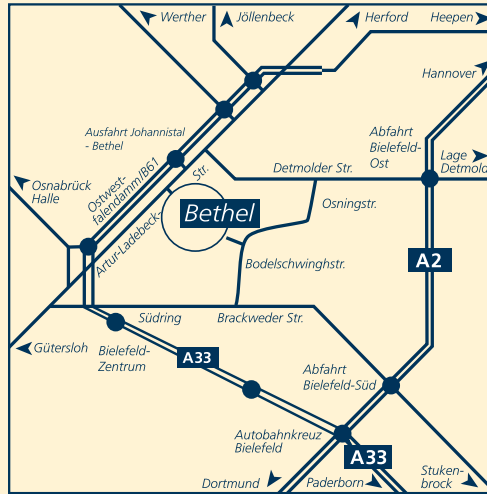 Werther
Jöllenbeck
Herford
Heepen
Hannover
Ausfahrt Johannistal
- Bethel
Abfahrt
Bielefeld-
Ost
Lage
Detmold
Osnabrück
Halle
Ostwest-
falendamm/B61
Str.
Artur-Ladebeck-
Detmolder Str.
Bethel
Osningstr.
Bodelschwinghstr.
A2
Südring
Brackweder Str.
Gütersloh
Bielefeld-
Zentrum
A33
Abfahrt
Bielefeld-Süd
Autobahnkreuz
Bielefeld
A33
Dortmund
Paderborn
Stuken-
brock